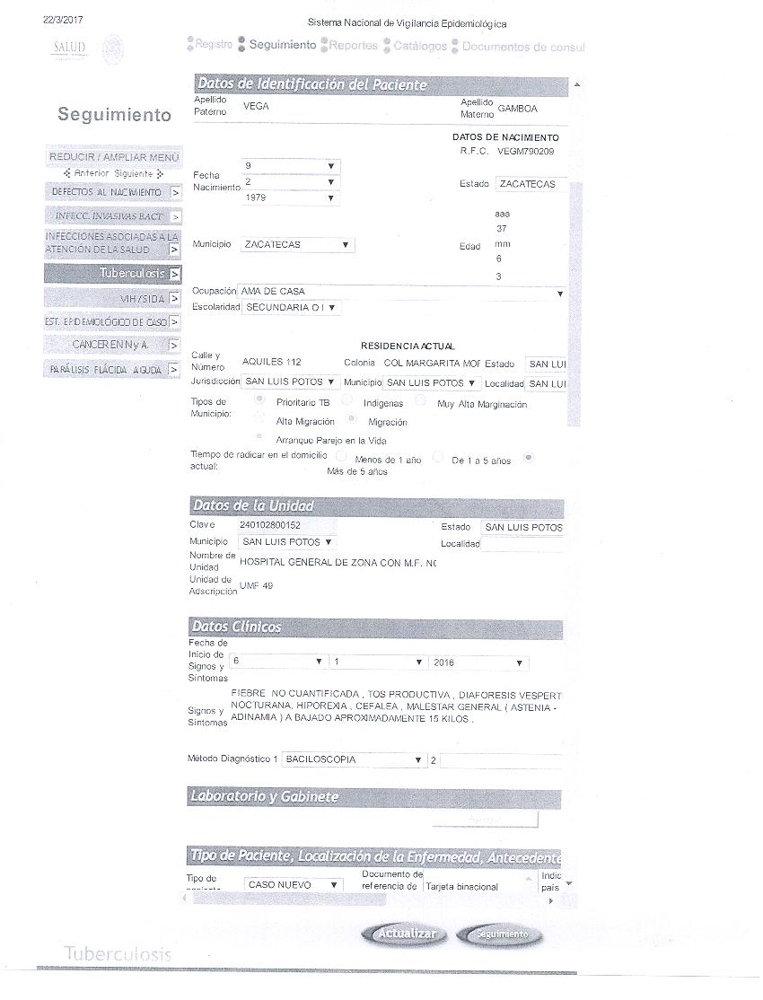 22/3/2017
Sistema Nacional de Vigilancia Epidemiológica
SALUD
Registro Seguimiento Reportes Catálogos Documentos de consul
Seguimiento
REDUCIR / AMPLIAR MENÚ
Anterior Siguiente
DEFECTOS AL NACIMIENTO >
INFECC. INVASIVAS BACT >
INFECCIONES ASOCIADAS A LA
ATENCIÓN DE LA SALUD >
Tuberculosis >
VIH/SIDA >
EST. EPIDEMIOLÓGICO DE CASO >
CANCER EN N y A. >
PARÁLISIS FLÁCIDA AGUDA >
Datos de Identificación del Paciente
Apellido Paterno VEGA Apellido Materno GAMBOA
DATOS DE NACIMIENTO
R.F.C. VEGM790209
Fecha Nacimiento 9 2 1979 Estado ZACATECAS
Municipio ZACATECAS Edad aaa 37 mm 6 3
Ocupación AMA DE CASA
Escolaridad SECUNDARIA O I
RESIDENCIA ACTUAL
Calle y Número AQUILES 112 Colonia COL MARGARITA MOR Estado SAN LUI
Jurisdicción SAN LUIS POTOS Municipio SAN LUIS POTOS Localidad SAN LUI
Tipos de Municipio: Prioritario TB Indigenas Muy Alta Marginación
Alta Migración Migración
Arranque Parejo en la Vida
Tiempo de radicar en el domicilio actual: Menos de 1 año De 1 a 5 años
Más de 5 años
Datos de la Unidad
Clave 240102800152 Estado SAN LUIS POTOS
Municipio SAN LUIS POTOS Localidad
Nombre de Unidad HOSPITAL GENERAL DE ZONA CON M.F. NO
Unidad de Adscripción UMF 49
Datos Clínicos
Fecha de Inicio de Signos y Síntomas 6 1 2016
Signos y Síntomas
FIEBRE NO CUANTIFICADA , TOS PRODUCTIVA , DIAFORESIS VESPERT
NOCTURANA, HIPOREXIA , CEFALEA , MALESTAR GENERAL ( ASTENIA -
ADINAMIA ) A BAJADO APROXIMADAMENTE 15 KILOS .
Método Diagnóstico 1 BACILOSCOPIA 2
Laboratorio y Gabinete
Tipo de Paciente, Localización de la Enfermedad, Antecedente
Tipo de CASO NUEVO Documento de referencia de Tarjeta binacional Indic país
Actualizar Seguimiento
Tuberculosis